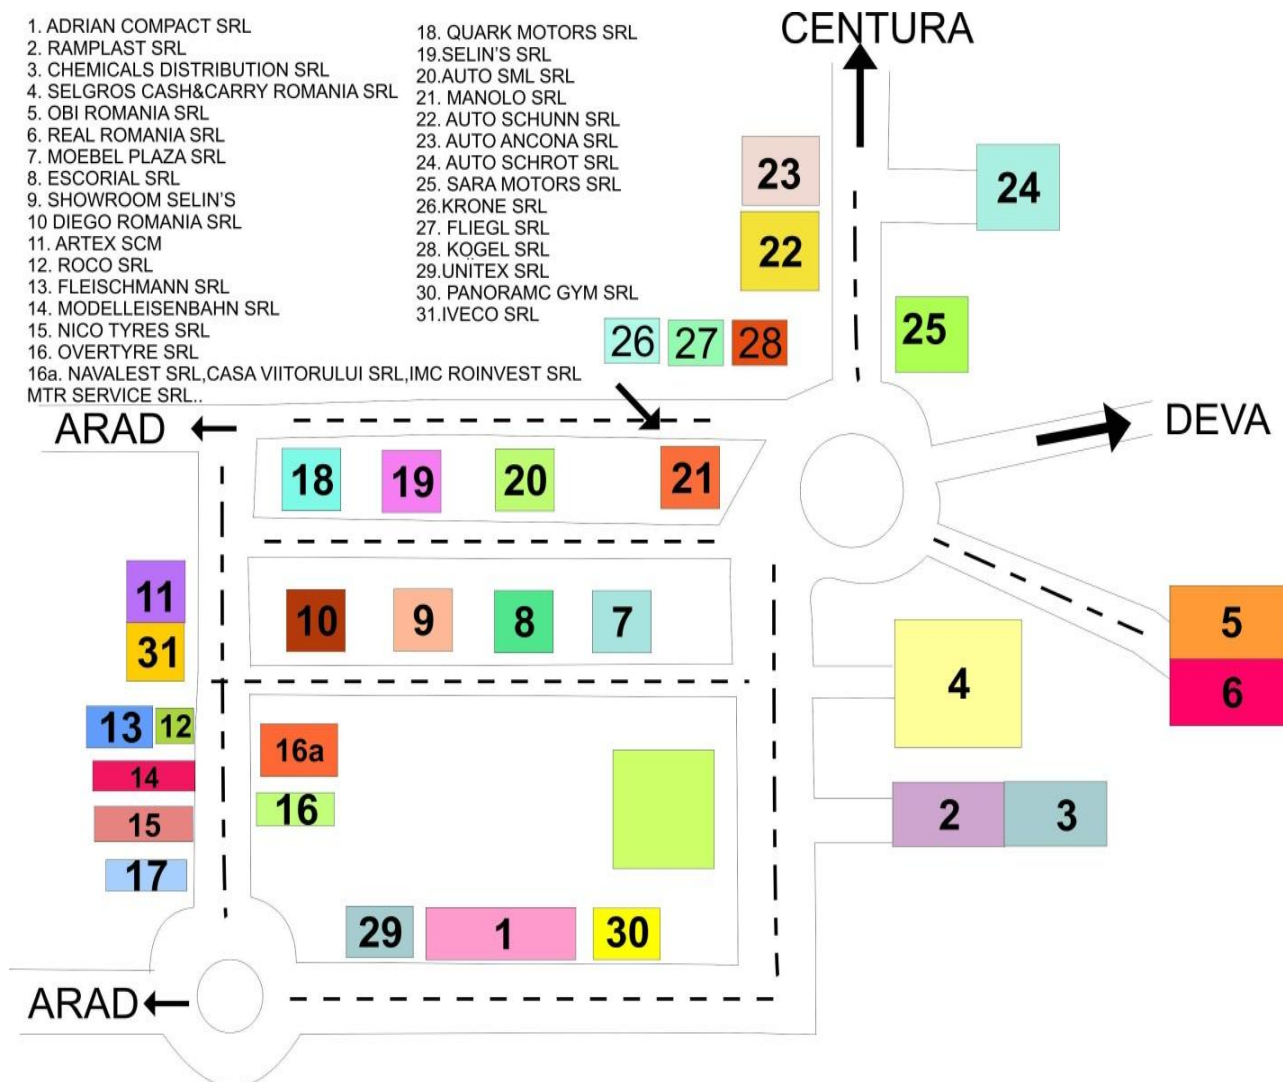 1. ADRIAN COMPACT SRL
2. RAMPLAST SRL
3. CHEMICALS DISTRIBUTION SRL
4. SELGROS CASH&CARRY ROMANIA SRL
5. OBI ROMANIA SRL
6. REAL ROMANIA SRL
7. MOEBEL PLAZA SRL
8. ESCORIAL SRL
9. SHOWROOM SELIN'S
10 DIEGO ROMANIA SRL
11. ARTEX SCM
12. ROCO SRL
13. FLEISCHMANN SRL
14. MODELLEISENBAHN SRL
15. NICO TYRES SRL
16. OVERTYRE SRL
16a. NAVALEST SRL,CASA VIITORULUI SRL,IMC ROINVEST SRL
MTR SERVICE SRL..
18. QUARK MOTORS SRL
19.SELIN'S SRL
20.AUTO SML SRL
21. MANOLO SRL
22. AUTO SCHUNN SRL
23. AUTO ANCONA SRL
24. AUTO SCHROT SRL
25. SARA MOTORS SRL
26.KRONE SRL
27. FLIEGL SRL
28. KÖGEL SRL
29.UNITEX SRL
30. PANORAMC GYM SRL
31.IVECO SRL
CENTURA
23
24
22
25
26 27 28
ARAD
DEVA
18 19 20 21
11
10 9 8 7
5
31
4
6
13 12
16a
14
16
2 3
15
17
29 1 30
ARAD